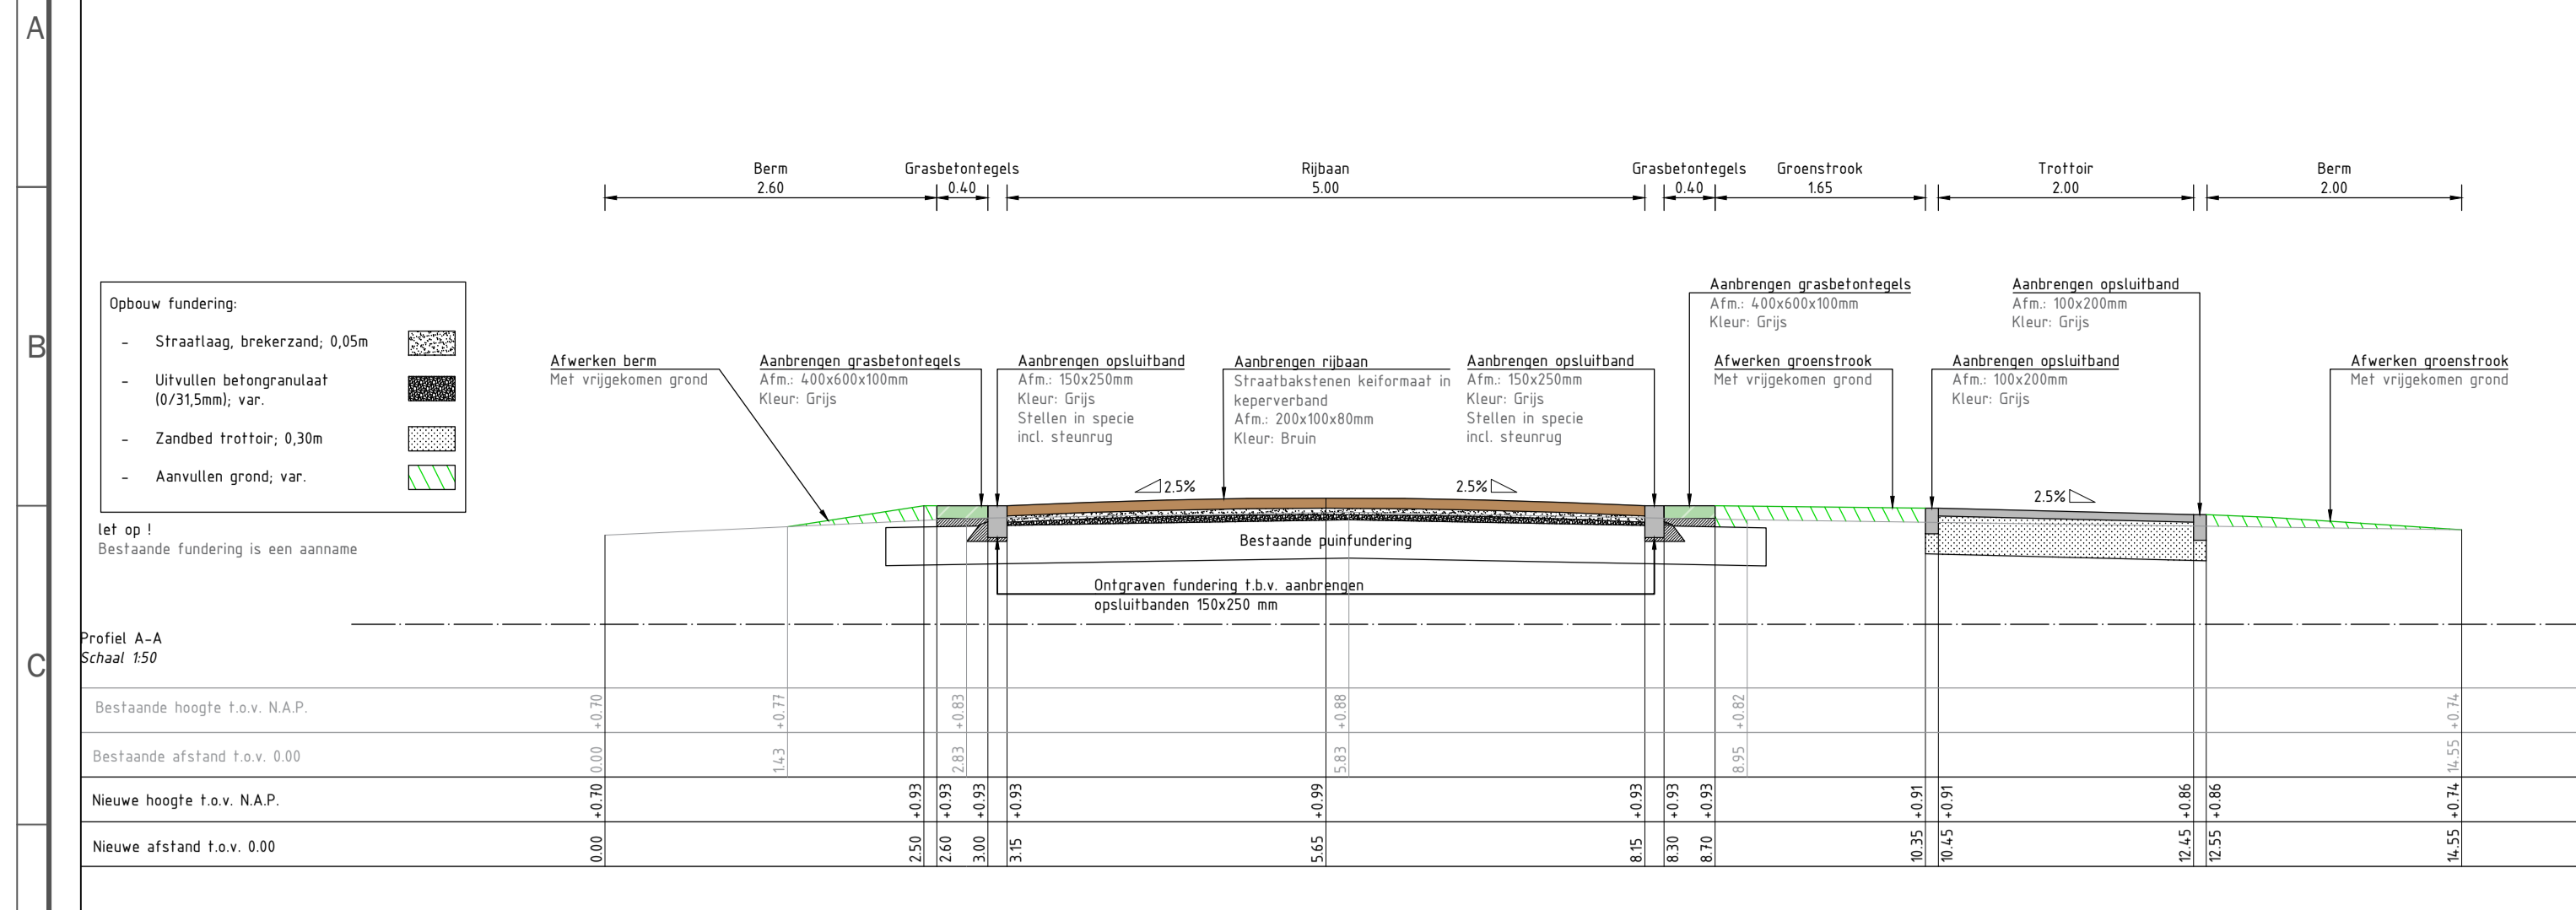 A
B
C
Berm
2.60
Grasbetontegels
0.40
Rijbaan
5.00
Grasbetontegels
0.40
Groenstrook
1.65
Trottoir
2.00
Berm
2.00
Opbouw fundering:
- Straatlaag, brekerzand; 0,05m
- Uitvullen betongranulaat
(0/31,5mm); var.
- Zandbed trottoir; 0,30m
- Aanvullen grond; var.
let op !
Bestaande fundering is een aanname
Afwerken berm
Met vrijgekomen grond
Aanbrengen grasbetontegels
Afm.: 400x600x100mm
Kleur: Grijs
Aanbrengen opsluitband
Afm.: 150x250mm
Kleur: Grijs
Stellen in specie
incl. steunrug
Aanbrengen rijbaan
Straatbakstenen keiformaat in
keperverband
Afm.: 200x100x80mm
Kleur: Bruin
Aanbrengen opsluitband
Afm.: 150x250mm
Kleur: Grijs
Stellen in specie
incl. steunrug
Aanbrengen grasbetontegels
Afm.: 400x600x100mm
Kleur: Grijs
Afwerken groenstrook
Met vrijgekomen grond
Aanbrengen opsluitband
Afm.: 100x200mm
Kleur: Grijs
Aanbrengen opsluitband
Afm.: 100x200mm
Kleur: Grijs
Afwerken groenstrook
Met vrijgekomen grond
2.5%
2.5%
2.5%
Bestaande puinfundering
Ontgraven fundering t.b.v. aanbrengen
opsluitbanden 150x250 mm
Profiel A-A
Schaal 1:50
Bestaande hoogte t.o.v. N.A.P. +0.70 +0.77 +0.83 +0.88 +0.82 +0.74
Bestaande afstand t.o.v. 0.00 0.00 1.43 2.83 5.83 8.95 14.55
Nieuwe hoogte t.o.v. N.A.P. +0.70 +0.93 +0.93 +0.93 +0.93 +0.99 +0.93 +0.93 +0.93 +0.91 +0.91 +0.86 +0.86 +0.74
Nieuwe afstand t.o.v. 0.00 0.00 2.50 2.60 3.00 3.15 5.65 8.15 8.30 8.70 10.35 10.45 12.45 12.55 14.55